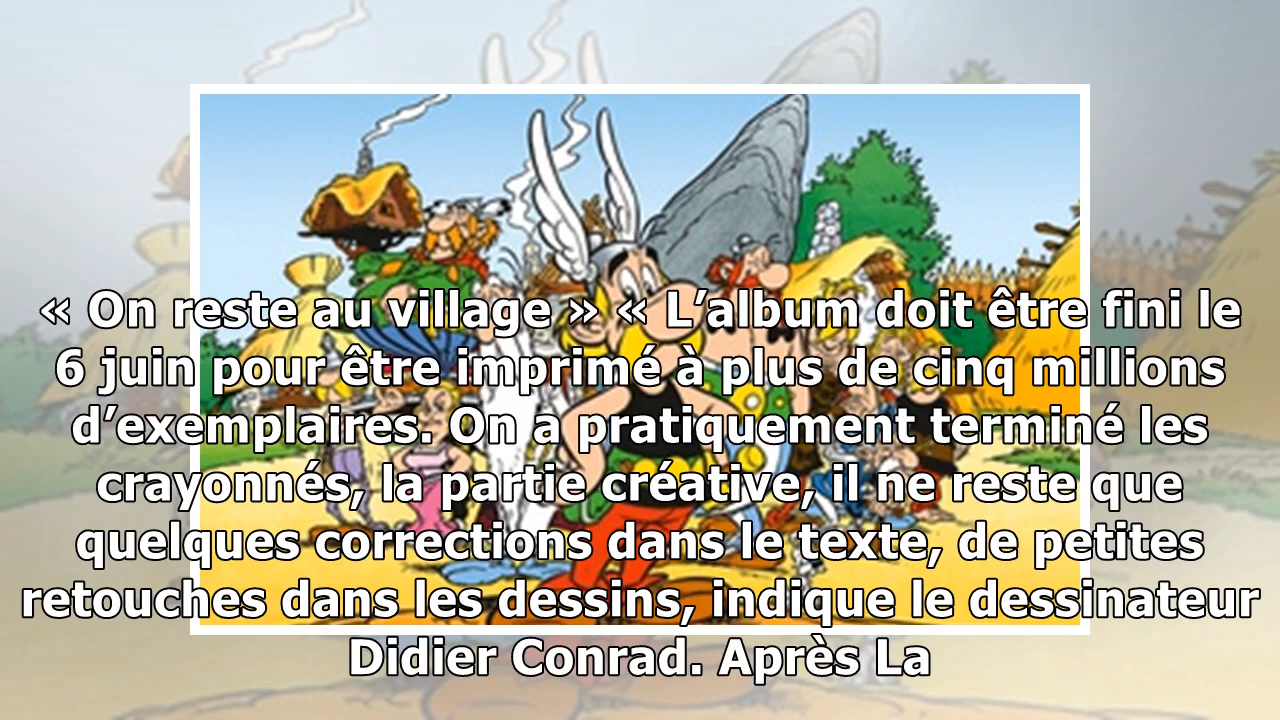 « On reste au village » « L’album doit être fini le
6 juin pour être imprimé à plus de cinq millions
d’exemplaires. On a pratiquement terminé les
crayonnés, la partie créative, il ne reste que
quelques corrections dans le texte, de petites
retouches dans les dessins, indique le dessinateur
Didier Conrad. Après La